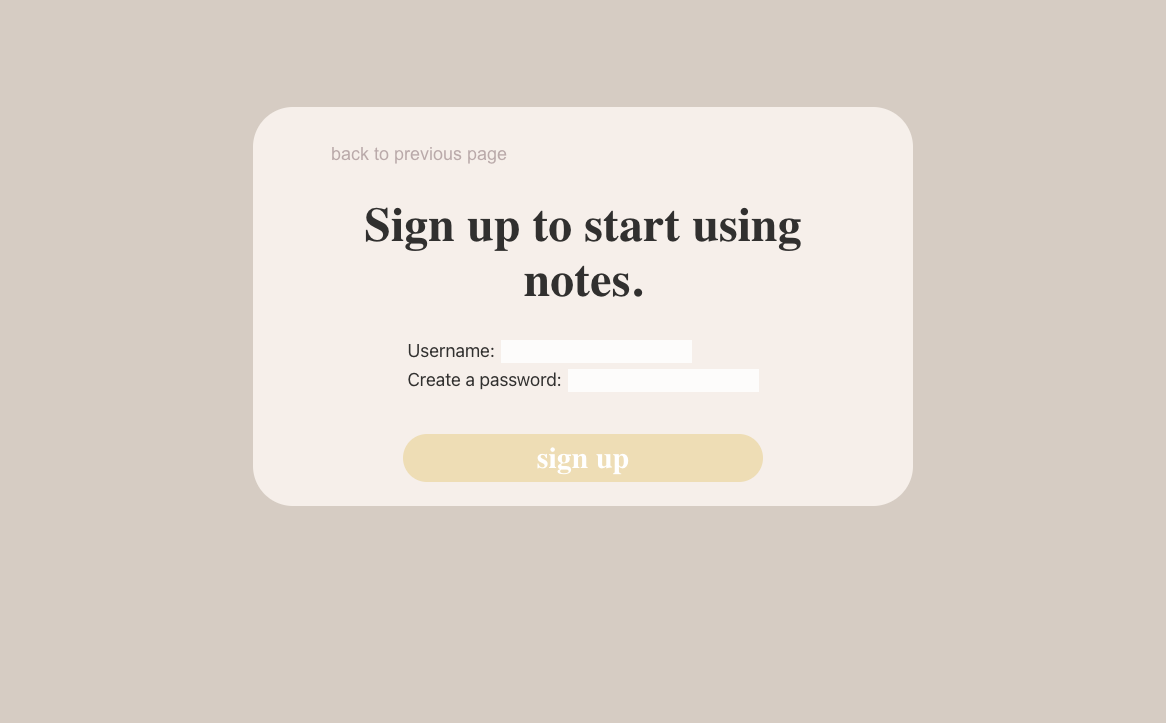 back to previous page
Sign up to start using
notes.
Username:
Create a password:
sign up